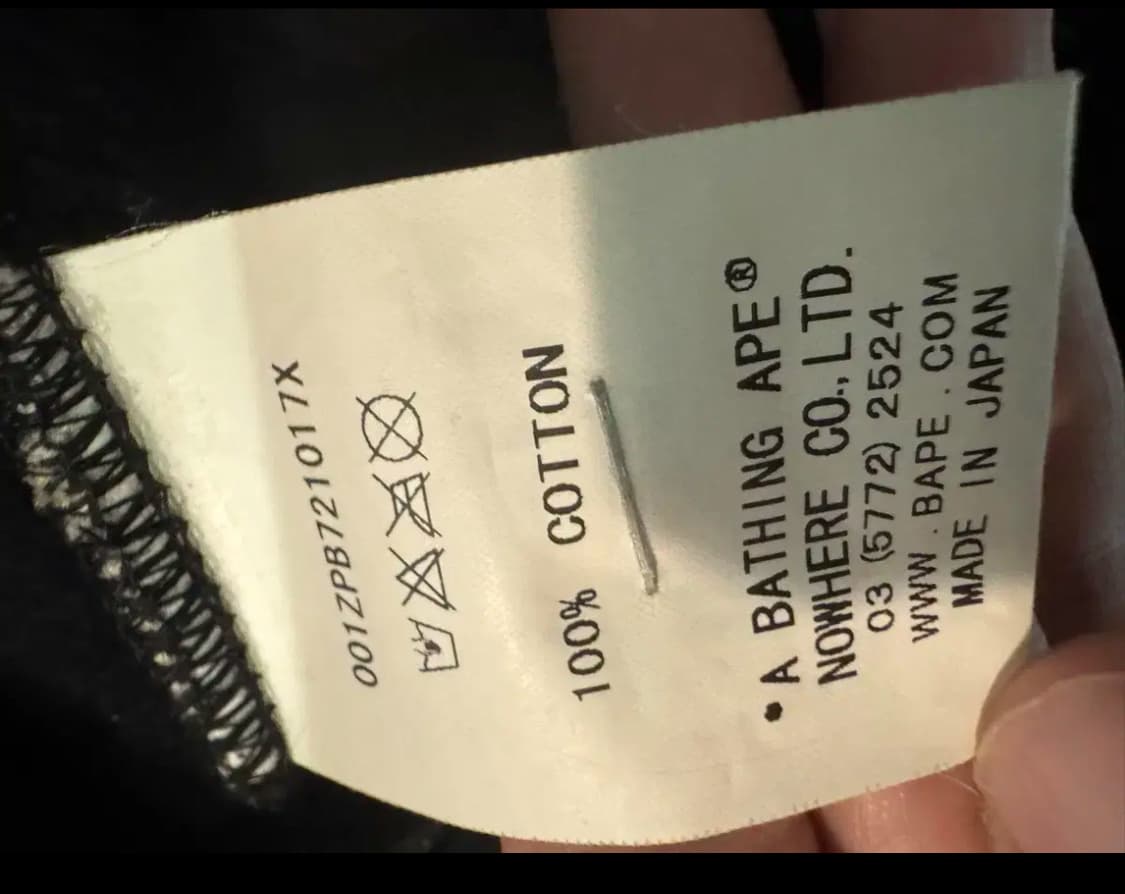 001ZPB721017X
100% COTTON
• A BATHING APE®
NOWHERE CO., LTD.
03 (5772) 2524
WWW . BAPE . COM
MADE IN JAPAN